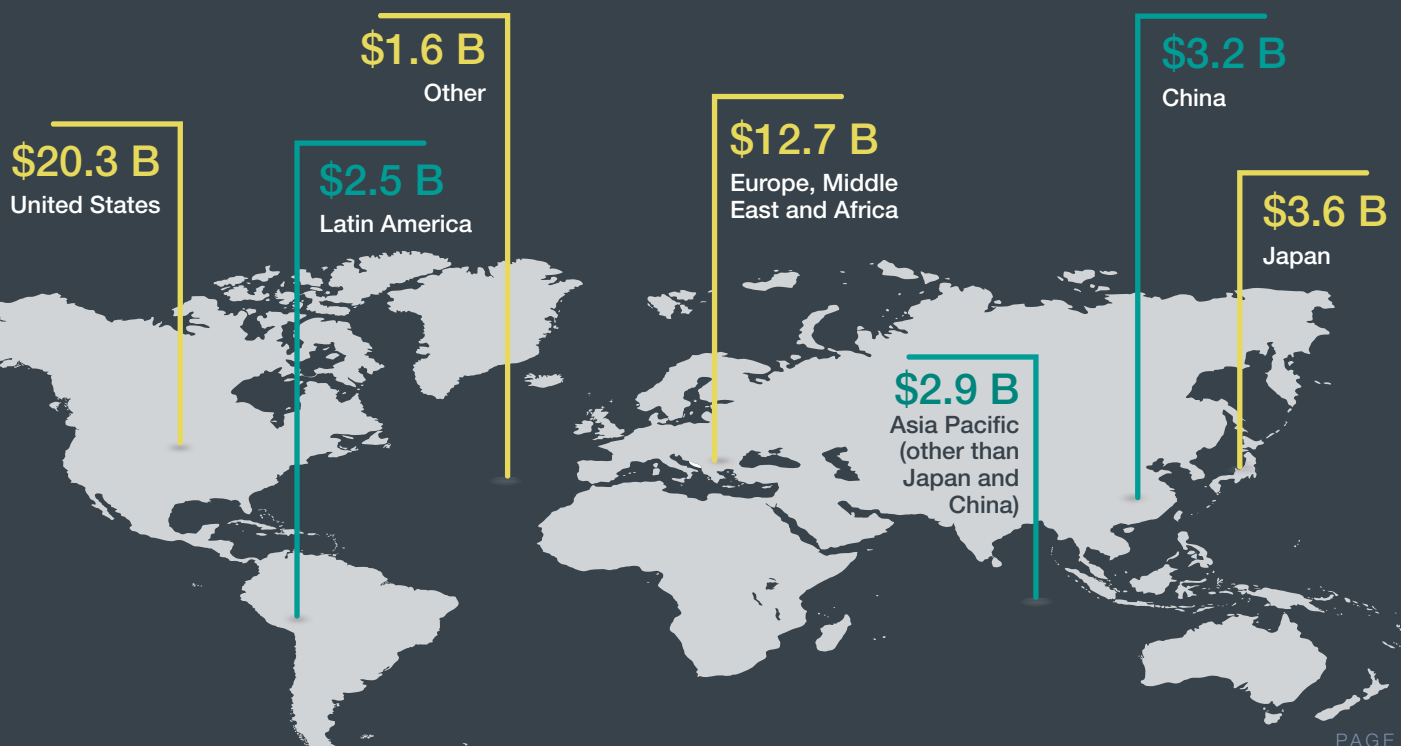 $1.6 B
Other
$3.2 B
China
$20.3 B
United States
$2.5 B
Latin America
$12.7 B
Europe, Middle
East and Africa
$3.6 B
Japan
$2.9 B
Asia Pacific
(other than
Japan and
China)
PAGE